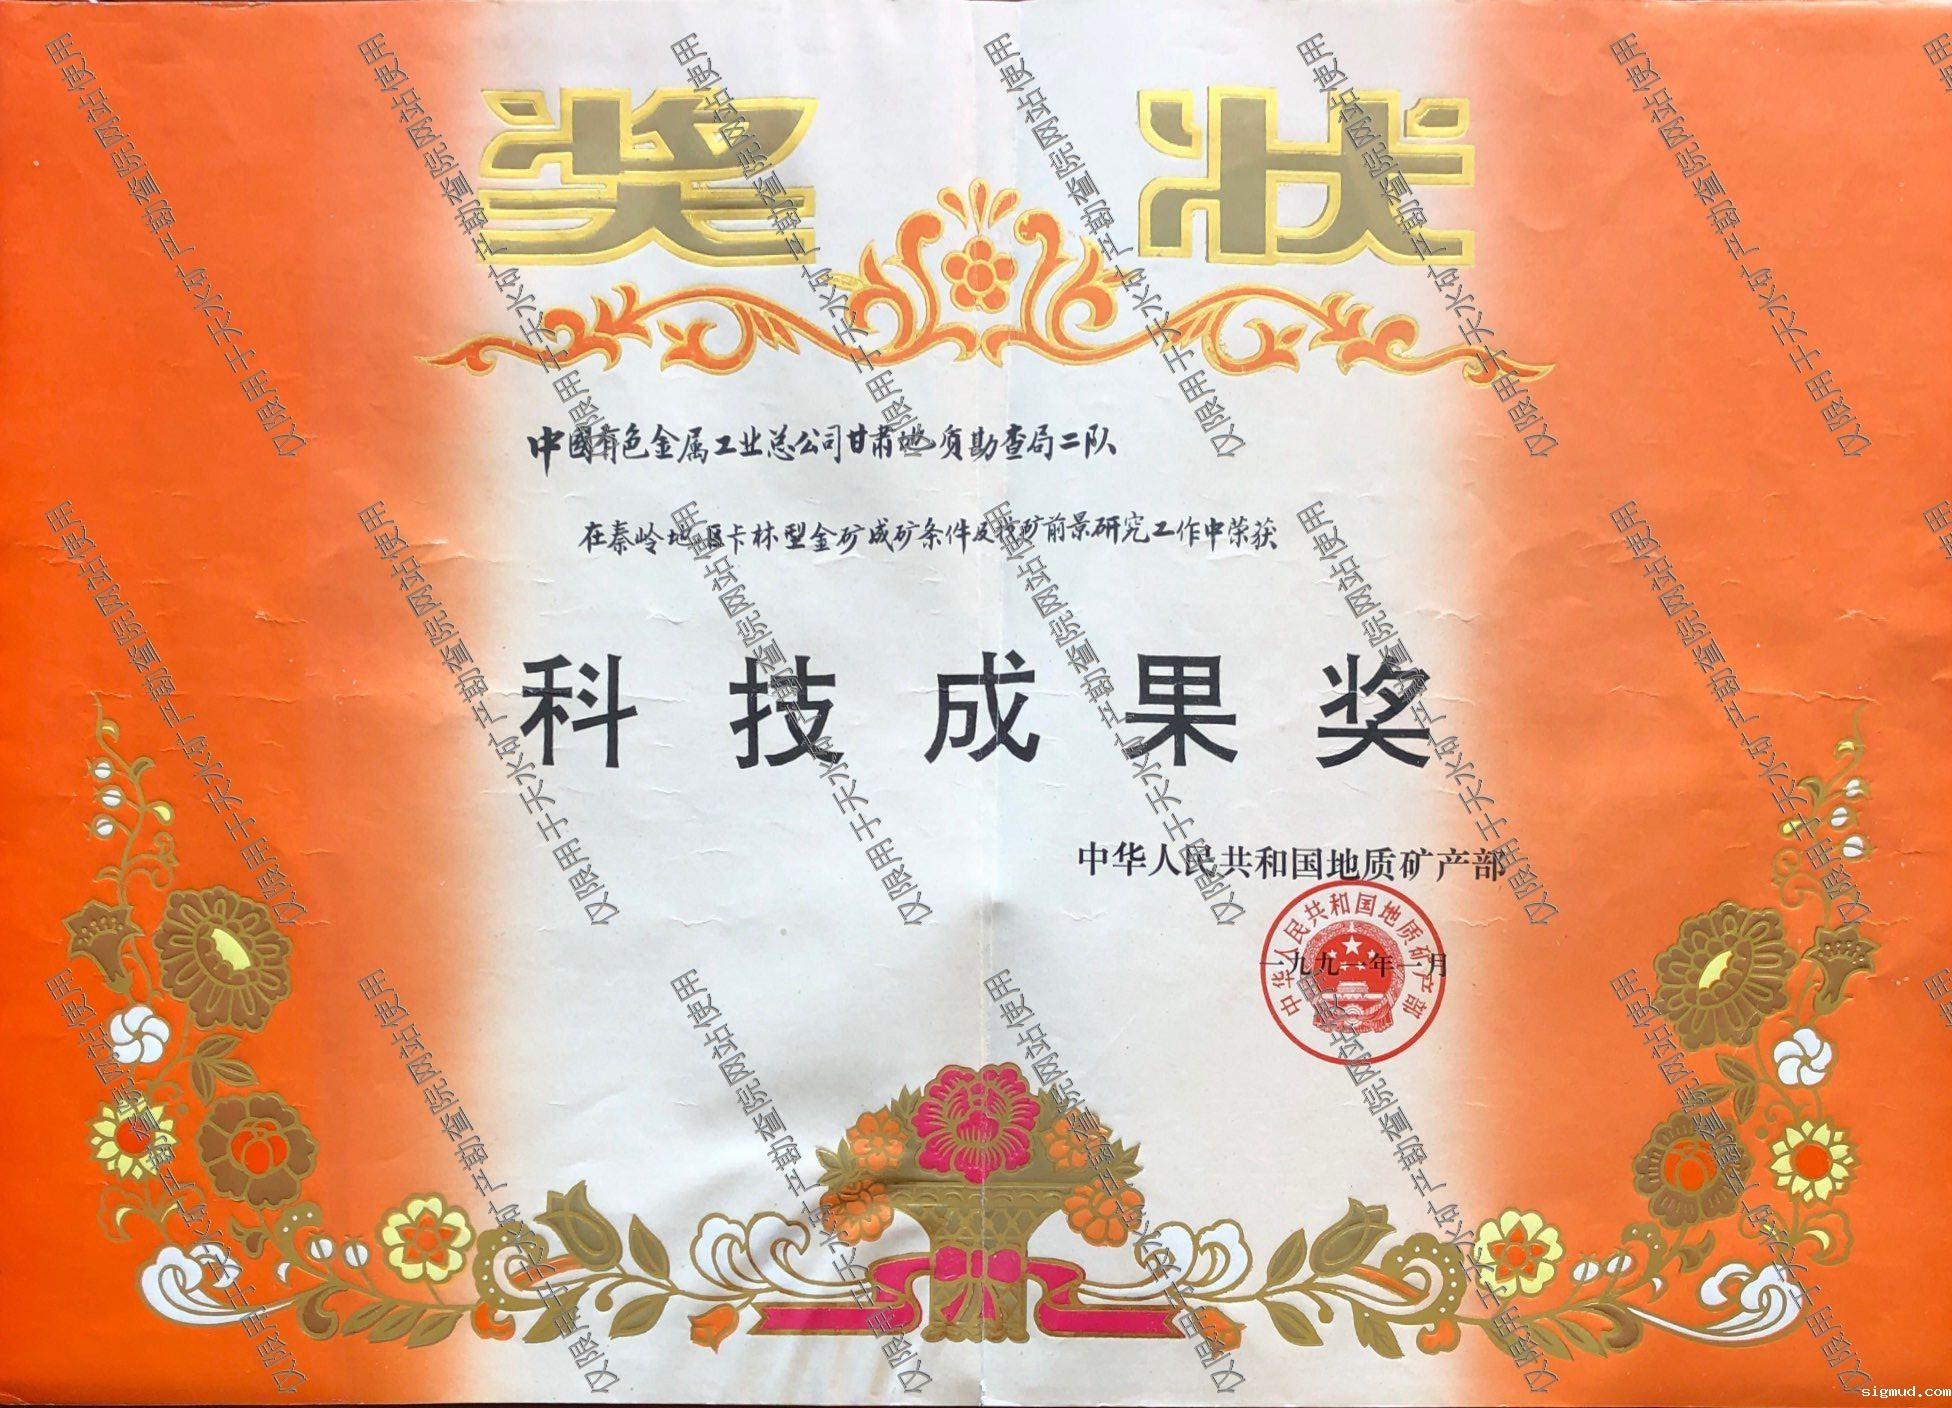 奖状
中國有色金属工业总公司甘肃地质勘查局二队
在秦岭地区卡林型金矿成矿条件及找矿前景研究工作中荣获
科技成果奖
中华人民共和国地质矿产部
一九九一年一月
中华人民共和国地质矿产部
仅限用于天水矿产勘查院网站使用
sigmud.com